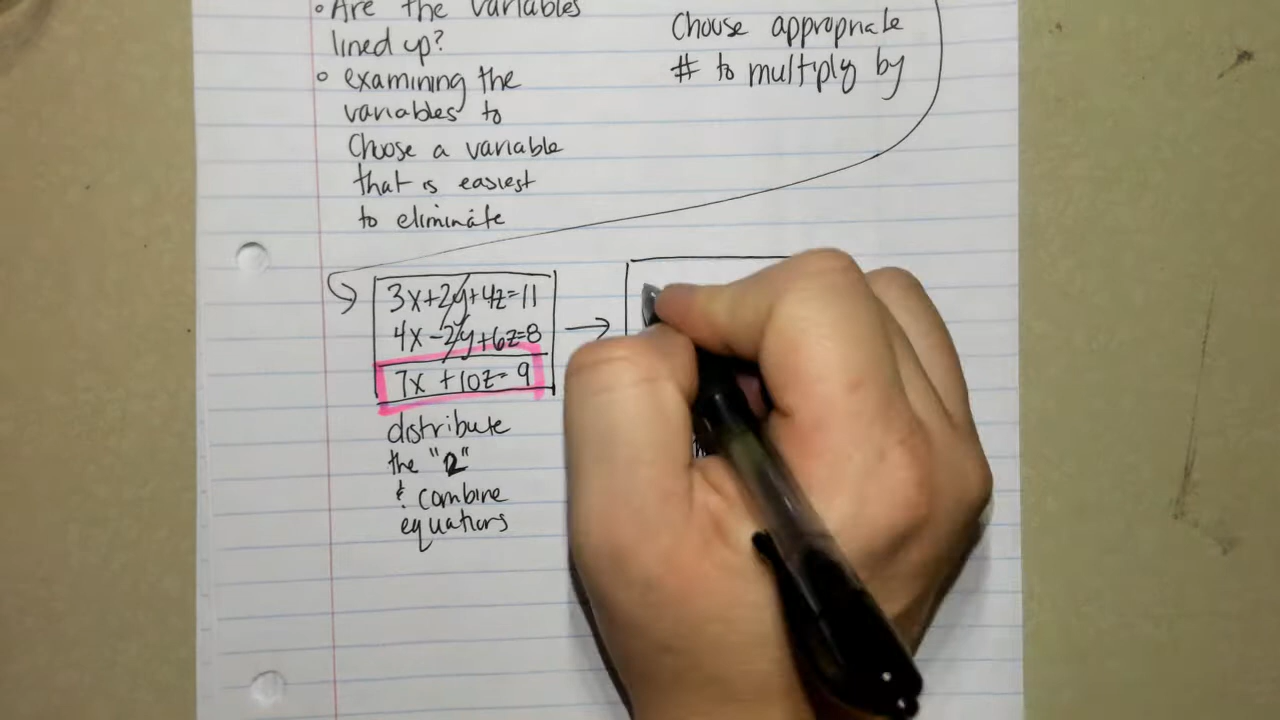 • Are the variables
lined up?
• examining the
variables to
Choose a variable
that is easiest
to eliminate
Choose appropriate
# to multiply by
3x+2y+4z=11
4x-2y+6z=8
7x +10z= 9
distribute
the "2"
& combine
equations